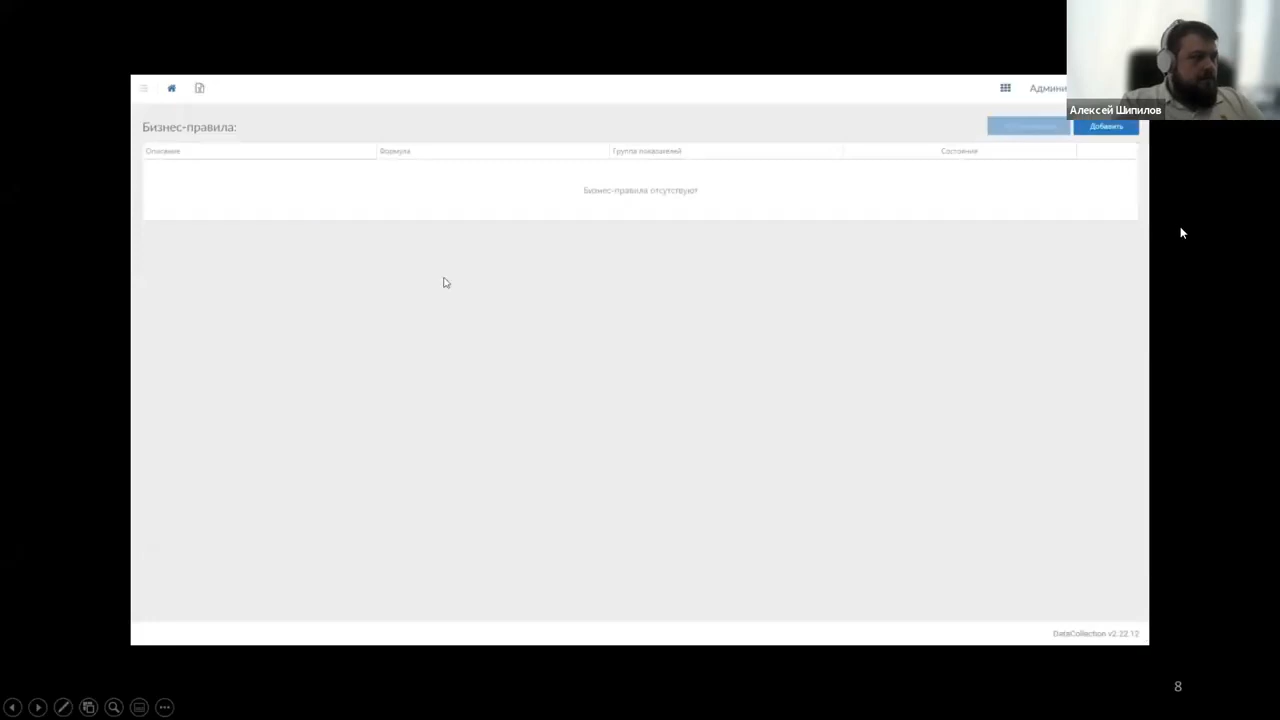 Админи
Алексей Шипилов
Бизнес-правила:
Добавить
Описание
Формула
Группа показателей
Состояние
Бизнес-правила отсутствуют
DataCollection v2.22.12
8